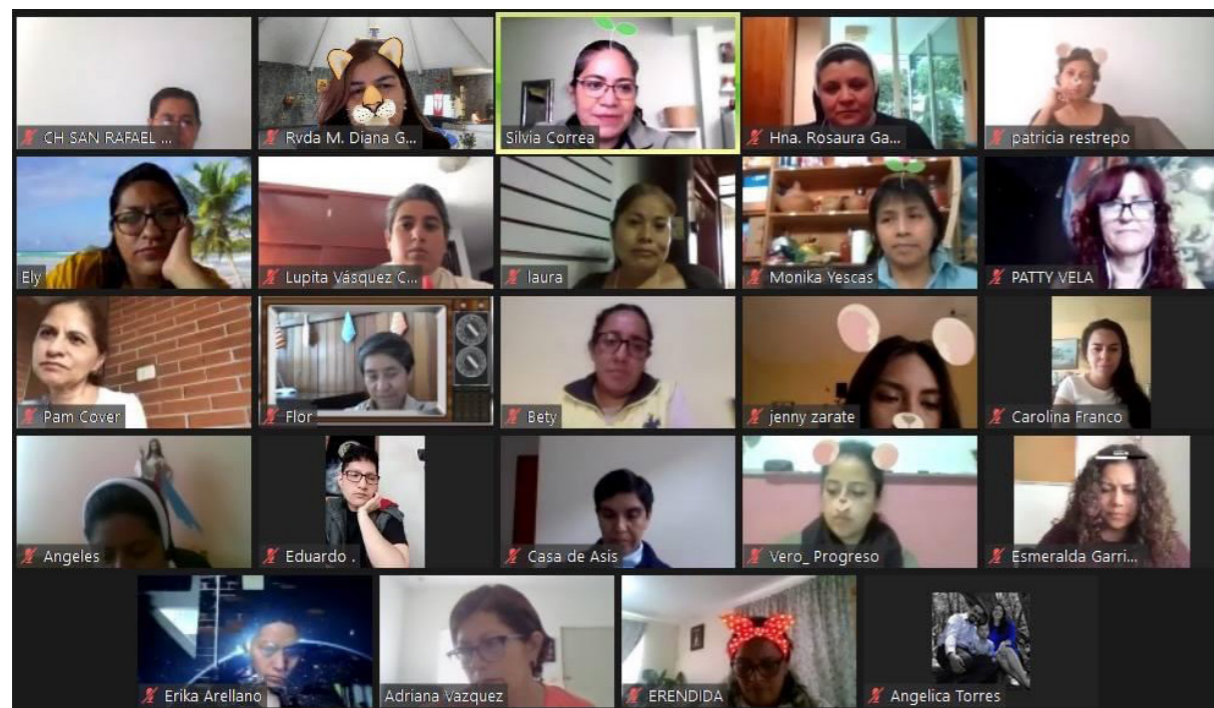 CH SAN RAFAEL ...
Rvda M. Diana G...
Silvia Correa
Hna. Rosaura Ga...
patricia restrepo
Ely
Lupita Vásquez C...
laura
Monika Yescas
PATTY VELA
Pam Cover
Flor
Bety
jenny zarate
Carolina Franco
Angeles
Eduardo .
Casa de Asis
Vero_ Progreso
Esmeralda Garri...
Erika Arellano
Adriana Vazquez
ERENDIDA
Angelica Torres